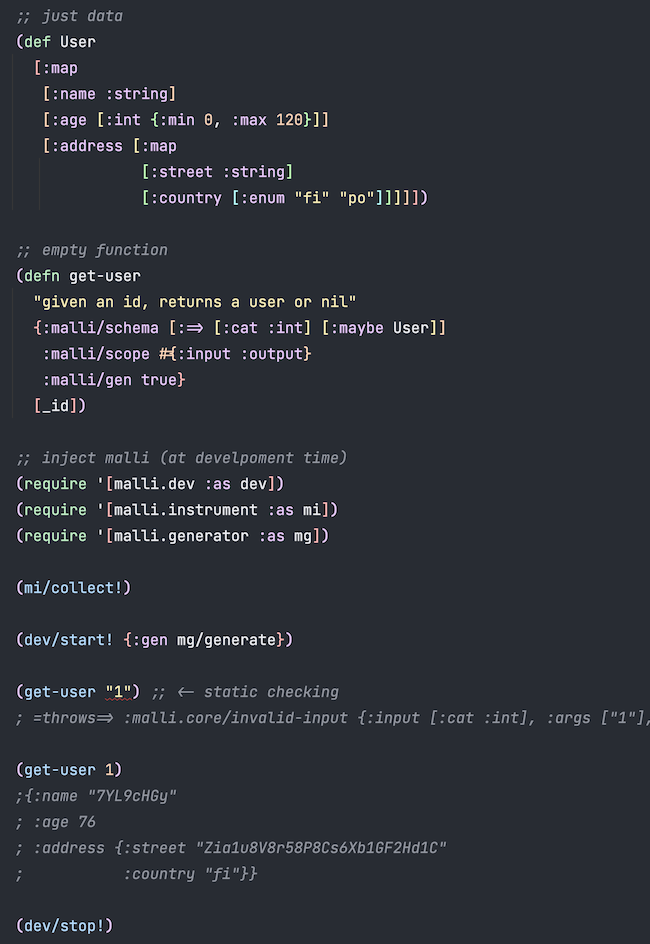 ;; just data
(def User
  [:map
   [:name :string]
   [:age [:int {:min 0, :max 120}]]
   [:address [:map
              [:street :string]
              [:country [:enum "fi" "po"]]]]])

;; empty function
(defn get-user
  "given an id, returns a user or nil"
  {:malli/schema [:=> [:cat :int] [:maybe User]]
   :malli/scope #{:input :output}
   :malli/gen true}
  [_id])

;; inject malli (at develpoment time)
(require '[malli.dev :as dev])
(require '[malli.instrument :as mi])
(require '[malli.generator :as mg])

(mi/collect!)

(dev/start! {:gen mg/generate})

(get-user "1") ;; <- static checking
; =throws=> :malli.core/invalid-input {:input [:cat :int], :args ["1"],

(get-user 1)
;{:name "7YL9cHGy"
; :age 76
; :address {:street "Zia1u8V8r58P8Cs6Xb1GF2Hd1C"
;           :country "fi"}}

(dev/stop!)